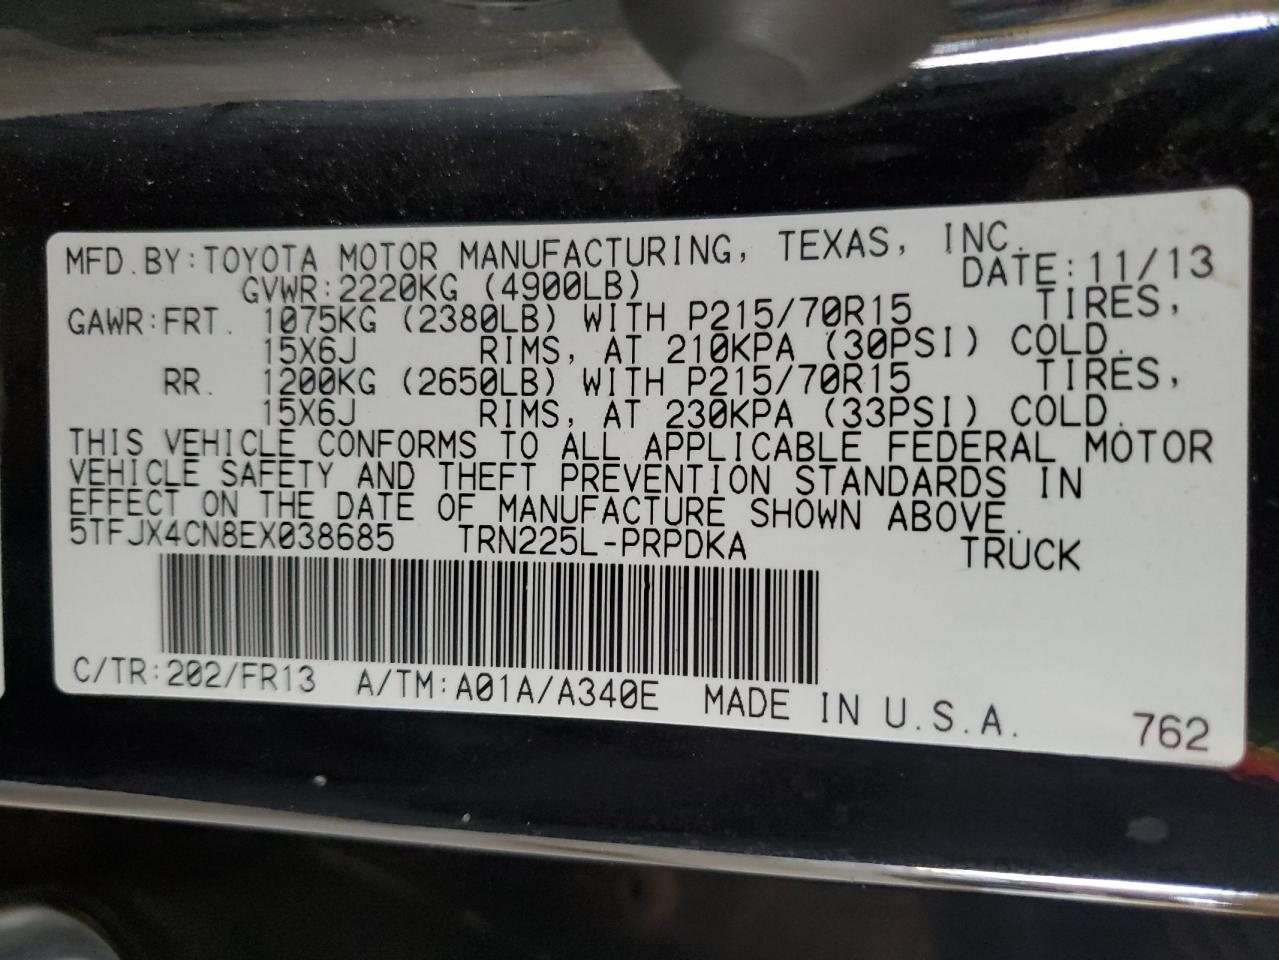 MFD.BY:TOYOTA MOTOR MANUFACTURING, TEXAS, INC.
GVWR:2220KG (4900LB) DATE:11/13
GAWR:FRT. 1075KG (2380LB) WITH P215/70R15 TIRES,
15X6J RIMS, AT 210KPA (30PSI) COLD.
RR. 1200KG (2650LB) WITH P215/70R15 TIRES,
15X6J RIMS, AT 230KPA (33PSI) COLD.
THIS VEHICLE CONFORMS TO ALL APPLICABLE FEDERAL MOTOR
VEHICLE SAFETY AND THEFT PREVENTION STANDARDS IN
EFFECT ON THE DATE OF MANUFACTURE SHOWN ABOVE.
5TFJX4CN8EX038685 TRN225L-PRPDKA TRUCK
C/TR:202/FR13 A/TM:A01A/A340E MADE IN U.S.A. 762